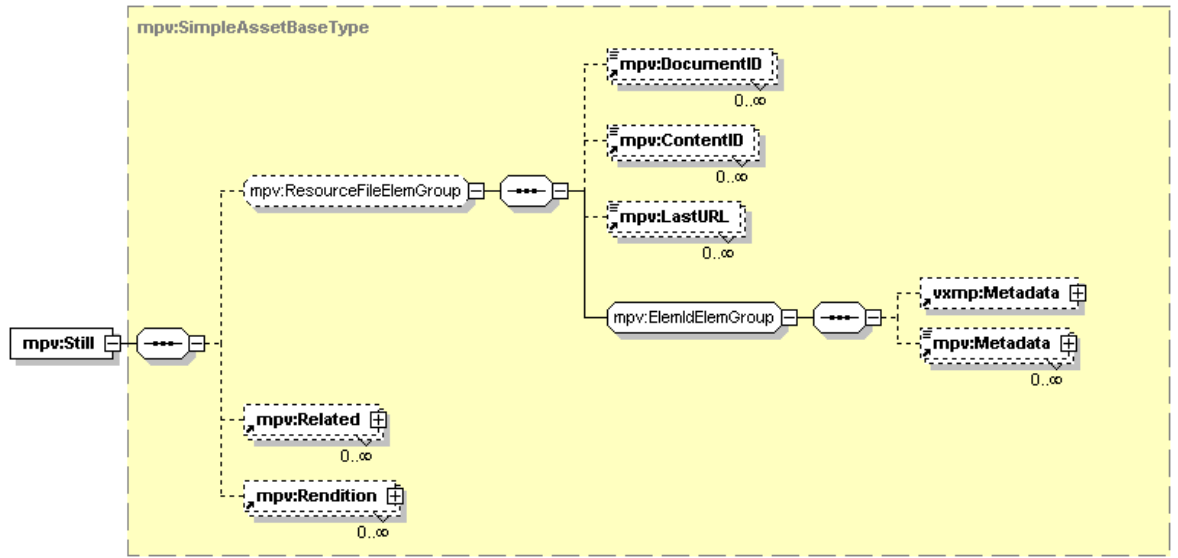 mpv:SimpleAssetBaseType
mpv:DocumentID
0..∞
mpv:ContentID
0..∞
mpv:ResourceFileElemGroup
mpv:LastURL
0..∞
vxmp:Metadata
mpv:ElemIdElemGroup
mpv:Still
mpv:Metadata
0..∞
mpv:Related
0..∞
mpv:Rendition
0..∞